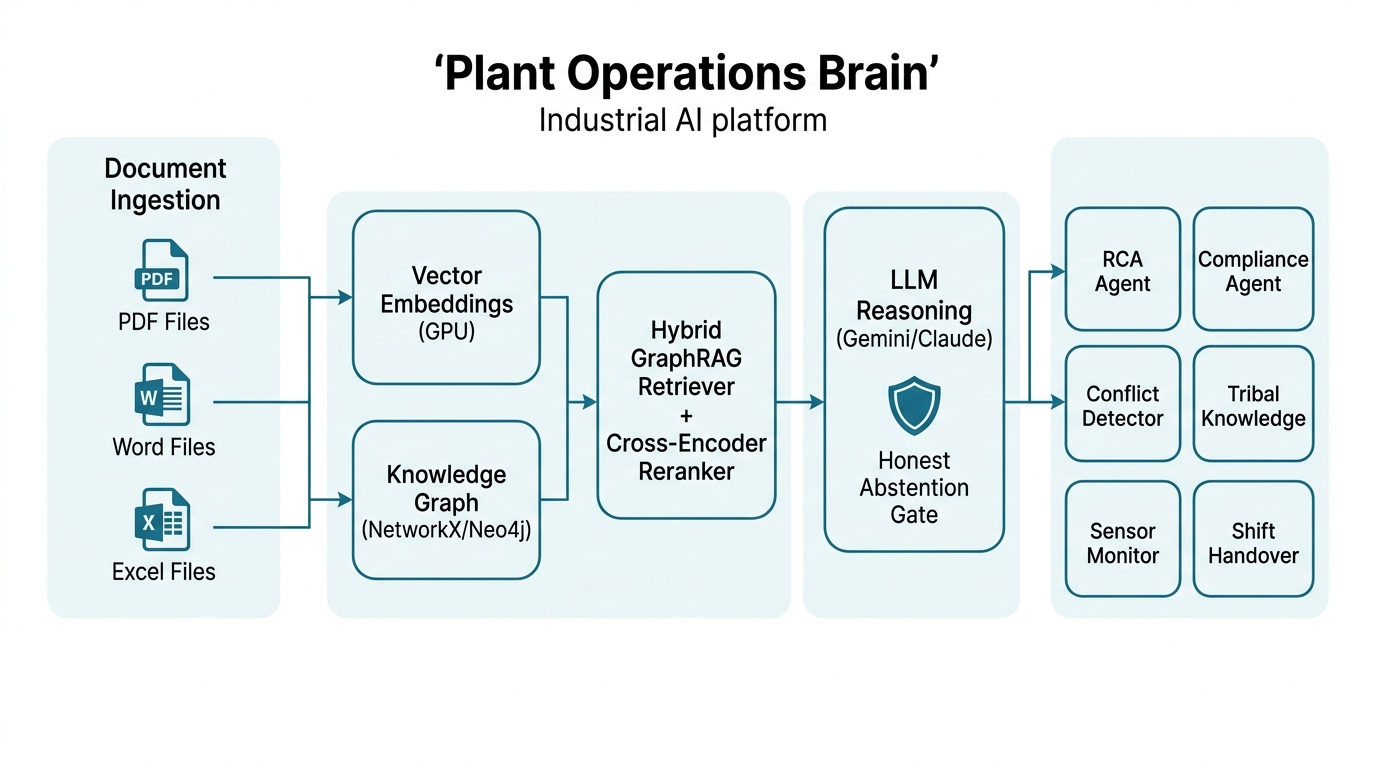 ‘Plant Operations Brain’
Industrial AI platform
Document
Ingestion
PDF
PDF Files
W
Word Files
X
Excel Files
Vector
Embeddings
(GPU)
Knowledge
Graph
(NetworkX/Neo4j)
Hybrid
GraphRAG
Retriever
+
Cross-Encoder
Reranker
LLM
Reasoning
(Gemini/Claude)
Honest
Abstention
Gate
RCA
Agent
Compliance
Agent
Conflict
Detector
Tribal
Knowledge
Sensor
Monitor
Shift
Handover